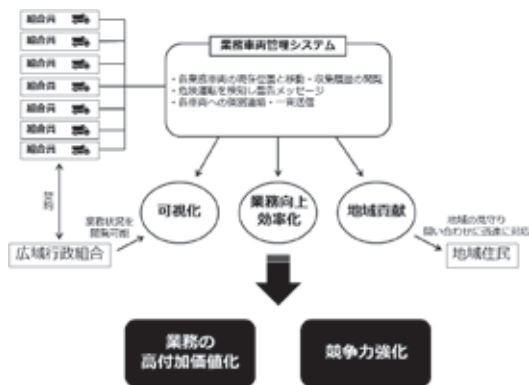 組合員
組合員
組合員
組合員
組合員
組合員
組合員
業務車両管理システム
・各業務車両の現在位置と移動・収集履歴の閲覧
・危険運転を検知し警告メッセージ
・各車両への個別連絡・一斉送信
可視化
業務向上
効率化
地域貢献
業務状況を
閲覧可能
広域行政組合
地域の見守り
問い合わせに迅速に対応
地域住民
業務の
高付加価値化
競争力強化